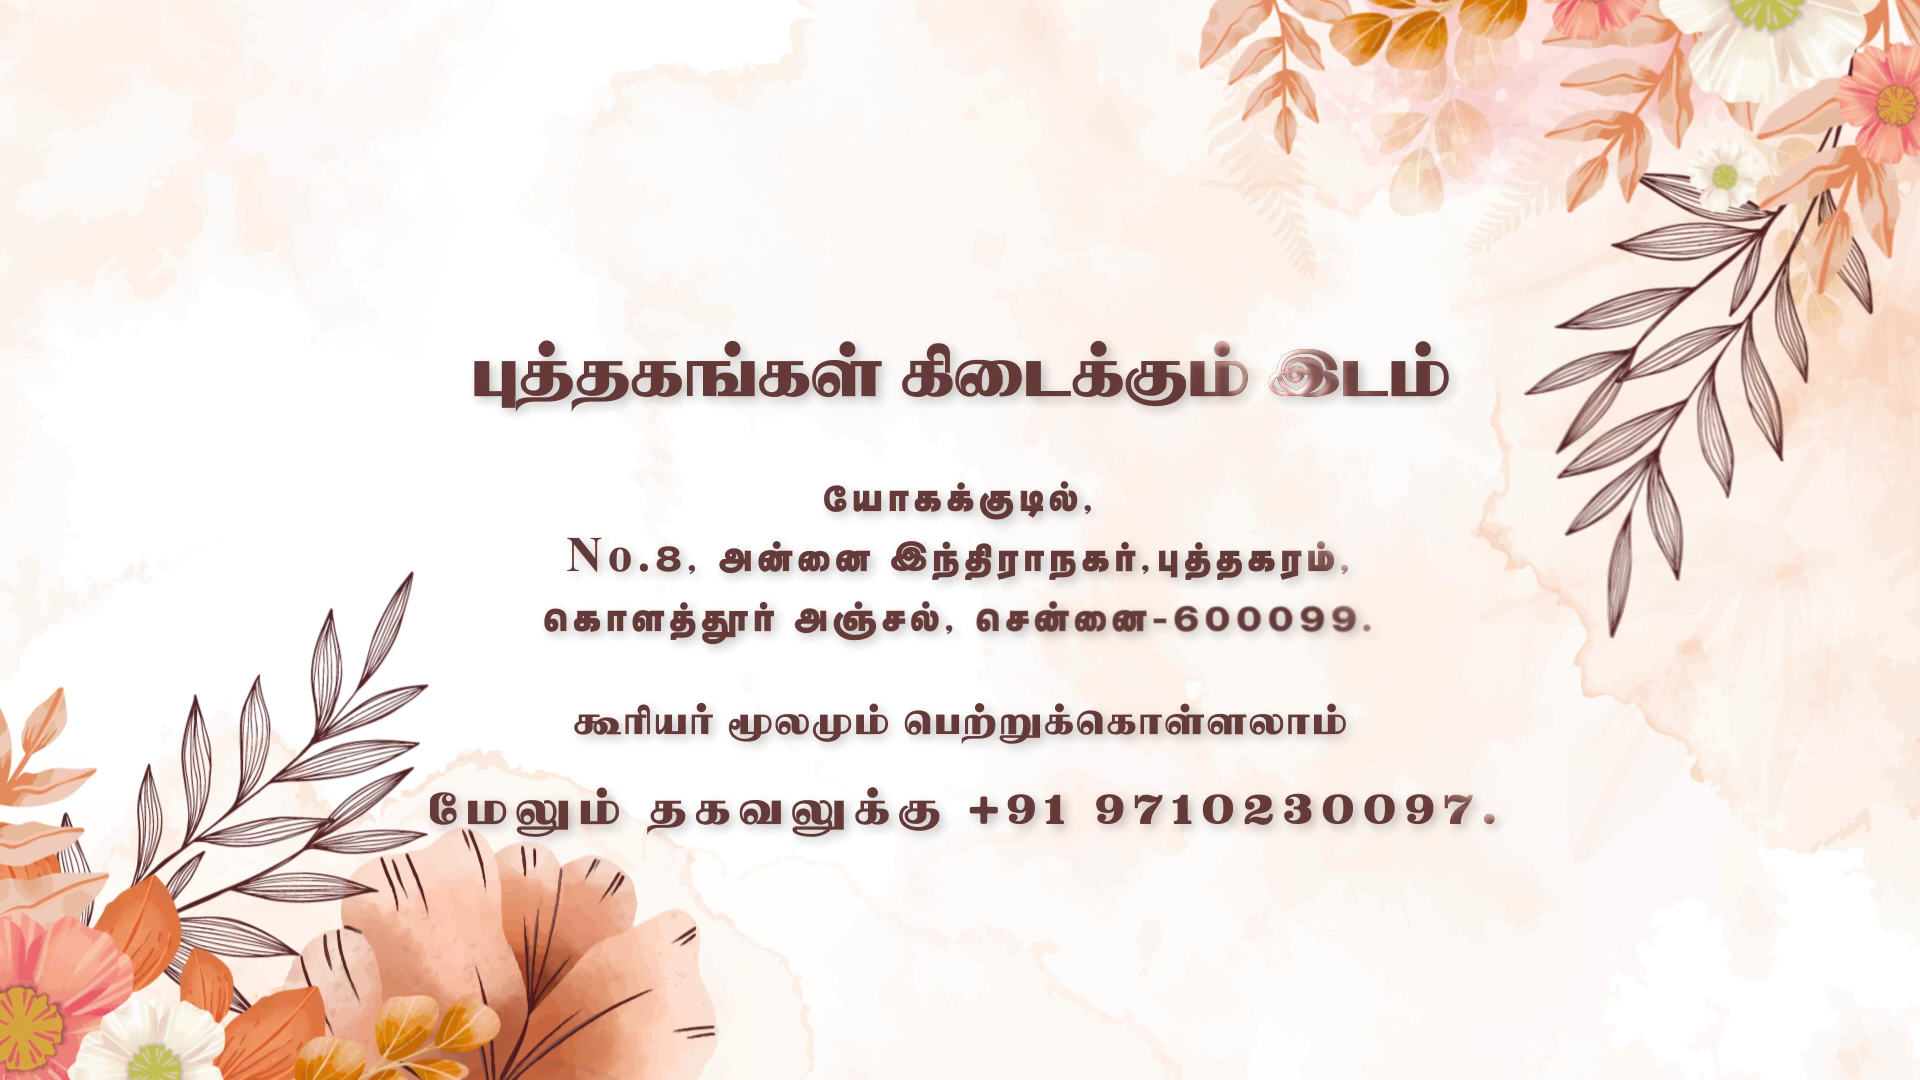 புத்தகங்கள் கிடைக்கும் இடம்
யோகக்குடில்,
No.8, அன்னை இந்திராநகர்,புத்தகரம்,
கொளத்தூர் அஞ்சல், சென்னை-600099.
கூரியர் மூலமும் பெற்றுக்கொள்ளலாம்
மேலும் தகவலுக்கு +91 9710230097.